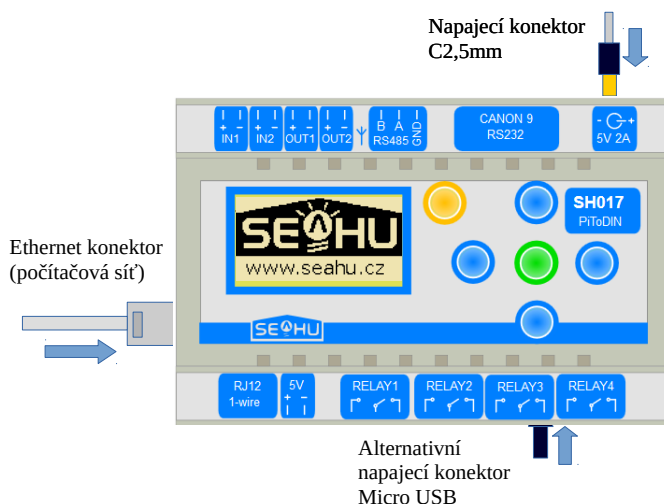 Napajecí konektor
C2,5mm
+ -
IN1
+ -
IN2
+ -
OUT1
+ -
OUT2
B A GND
RS485
CANON 9
RS232
- +
5V 2A
SEAHU
www.seahu.cz
SH017
PiToDIN
Ethernet konektor
(počítačová síť)
SEAHU
RJ12
1-wire
5V
+ -
RELAY1
RELAY2
RELAY3
RELAY4
Alternativní
napajecí konektor
Micro USB